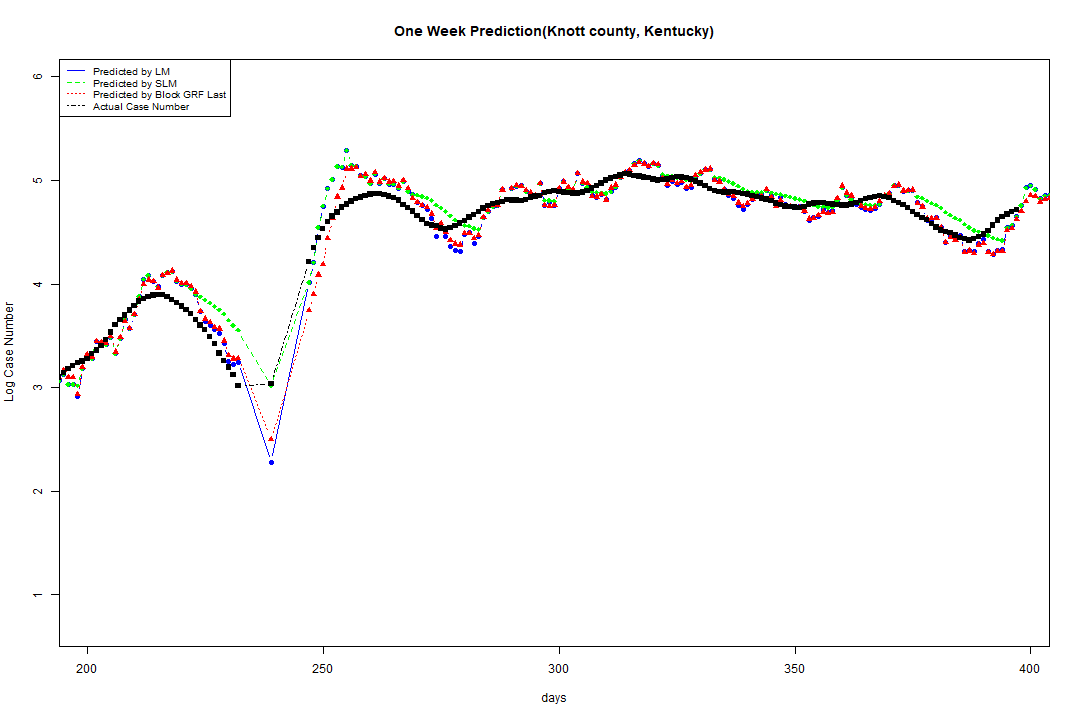 One Week Prediction(Knott county, Kentucky)
Predicted by LM
Predicted by SLM
Predicted by Block GRF Last
Actual Case Number
6
5
4
3
2
1
Log Case Number
200 250 300 350 400
days